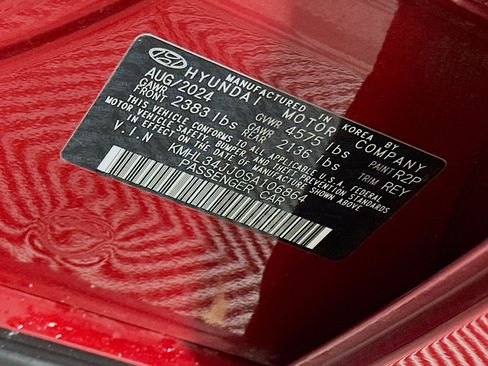 MANUFACTURED IN KOREA BY
HYUNDAI MOTOR COMPANY
AUG/2024 GVWR 4575 lbs PAINT R2P
GAWR FRONT 2383 lbs GAWR REAR 2136 lbs TRIM REY
THIS VEHICLE CONFORMS TO ALL APPLICABLE U.S. FEDERAL
MOTOR VEHICLE SAFETY, BUMPER AND THEFT PREVENTION STANDARDS
IN EFFECT ON THE DATE OF MANUFACTURE SHOWN ABOVE
V.I.N KMHL34JJ0SA106864
PASSENGER CAR